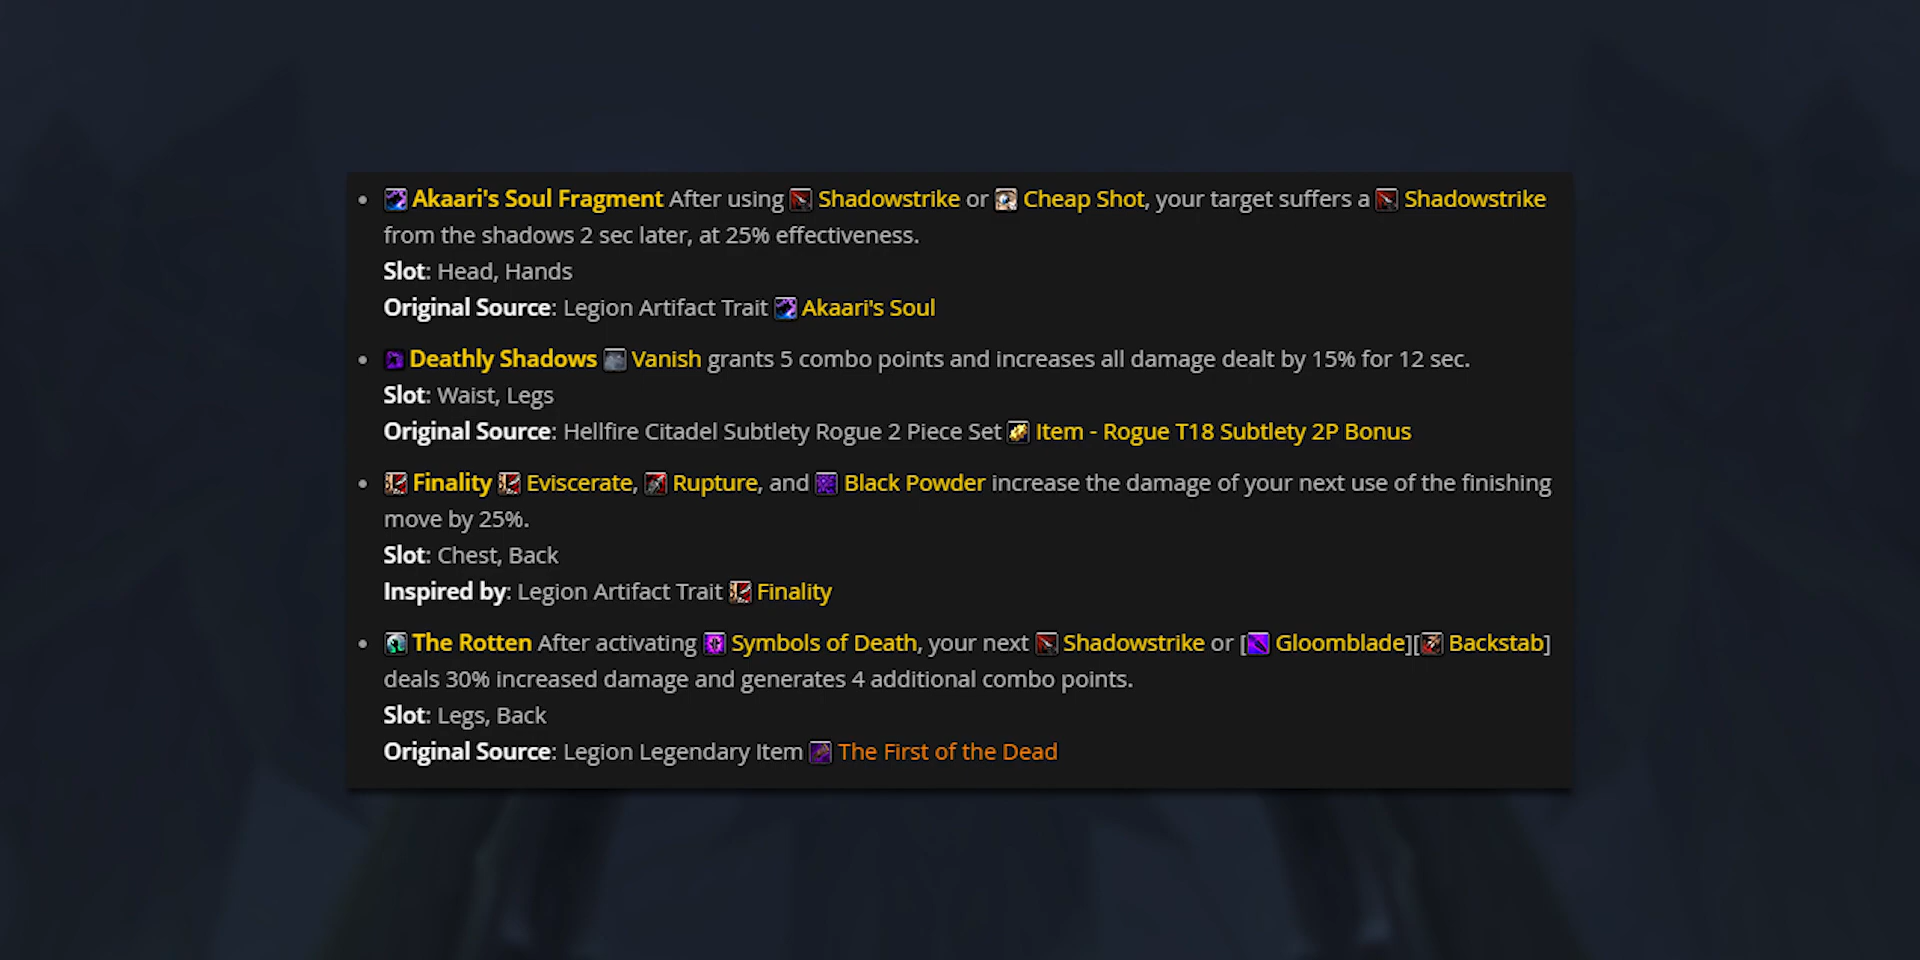 Akaari's Soul Fragment After using Shadowstrike or Cheap Shot, your target suffers a Shadowstrike
from the shadows 2 sec later, at 25% effectiveness.
Slot: Head, Hands
Original Source: Legion Artifact Trait Akaari's Soul
Deathly Shadows Vanish grants 5 combo points and increases all damage dealt by 15% for 12 sec.
Slot: Waist, Legs
Original Source: Hellfire Citadel Subtlety Rogue 2 Piece Set Item - Rogue T18 Subtlety 2P Bonus
Finality Eviscerate, Rupture, and Black Powder increase the damage of your next use of the finishing
move by 25%.
Slot: Chest, Back
Inspired by: Legion Artifact Trait Finality
The Rotten After activating Symbols of Death, your next Shadowstrike or [Gloomblade][Backstab]
deals 30% increased damage and generates 4 additional combo points.
Slot: Legs, Back
Original Source: Legion Legendary Item The First of the Dead